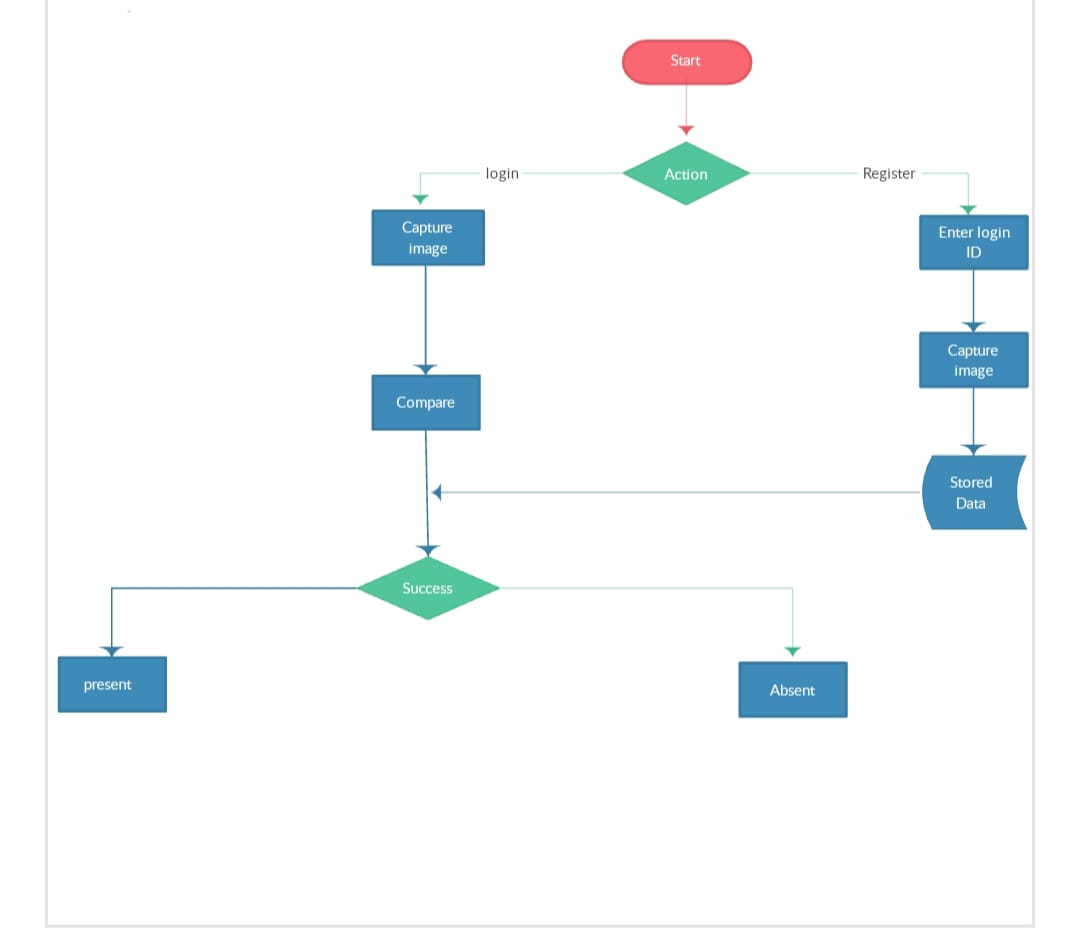 Start
Action
login
Register
Capture
image
Enter login
ID
Capture
image
Compare
Stored
Data
Success
present
Absent